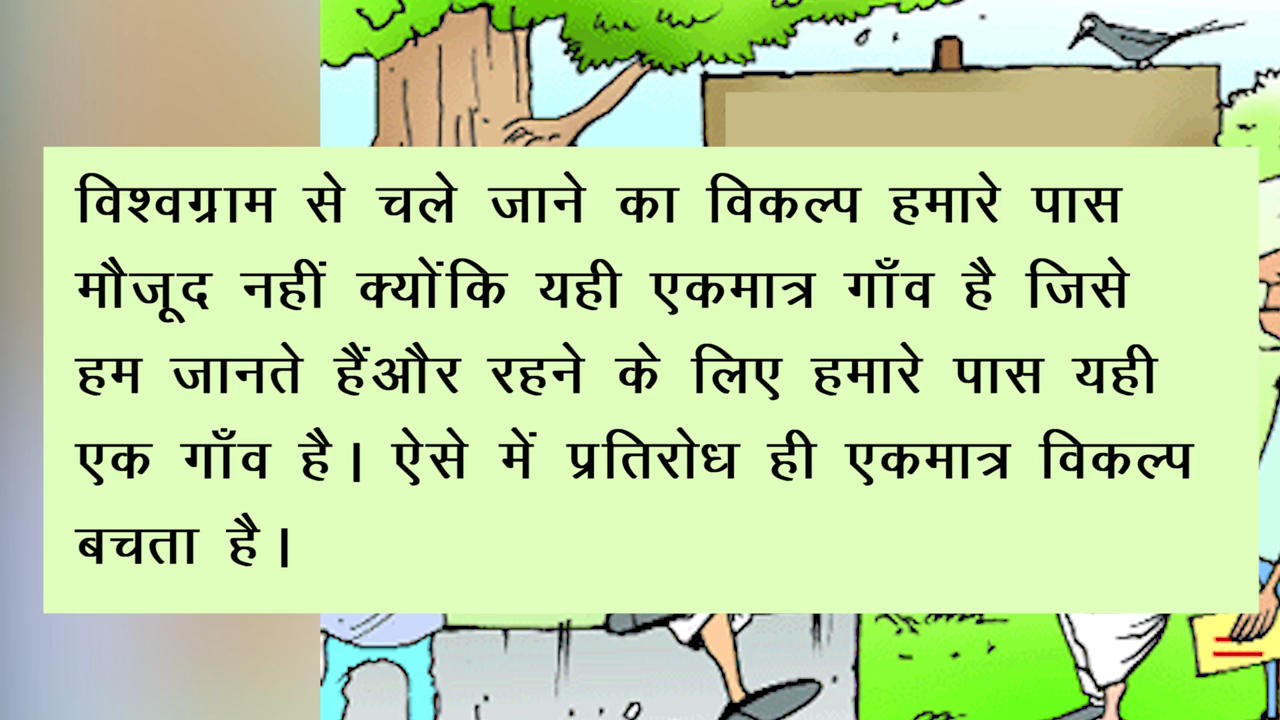 विश्वग्राम से चले जाने का विकल्प हमारे पास
मौजूद नहीं क्योंकि यही एकमात्र गाँव है जिसे
हम जानते हैंऔर रहने के लिए हमारे पास यही
एक गाँव है। ऐसे में प्रतिरोध ही एकमात्र विकल्प
बचता है।